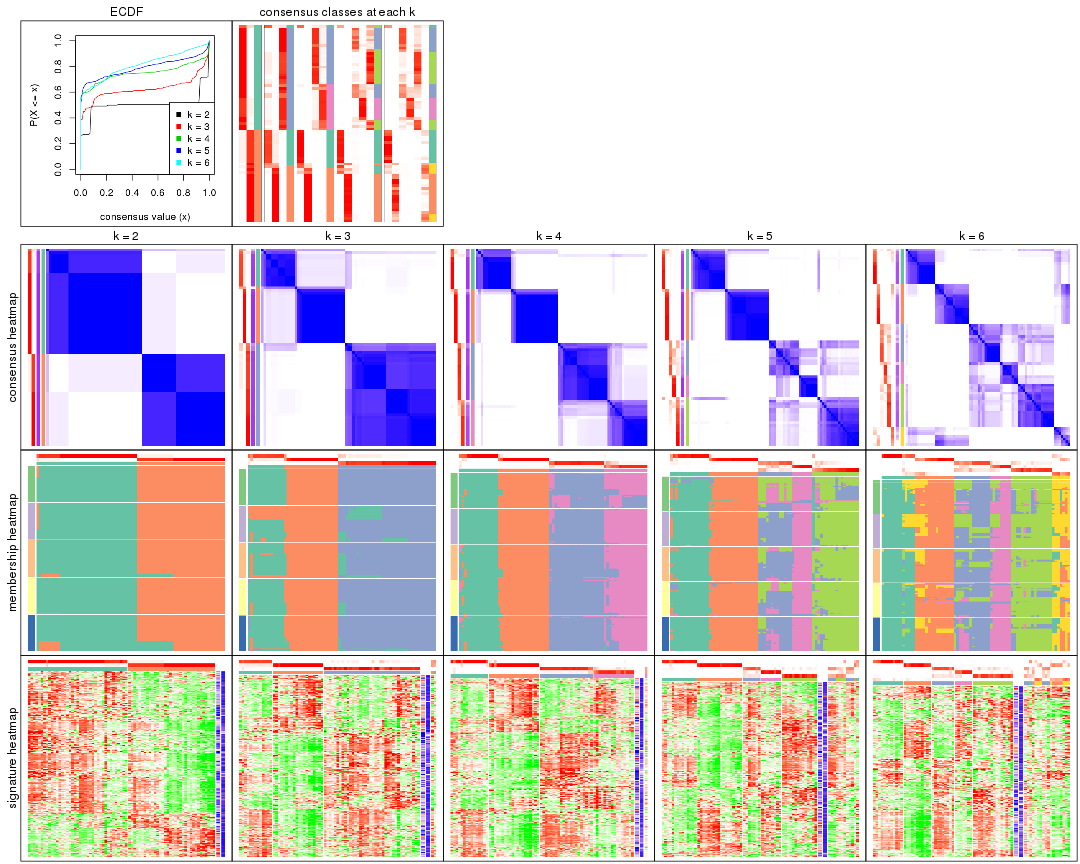 ECDF
consensus classes at each k
P(X <= x)
0.0 0.2 0.4 0.6 0.8 1.0
k = 2
k = 3
k = 4
k = 5
k = 6
0.0 0.2 0.4 0.6 0.8 1.0
consensus value (x)
k = 2
k = 3
k = 4
k = 5
k = 6
consensus heatmap
membership heatmap
signature heatmap